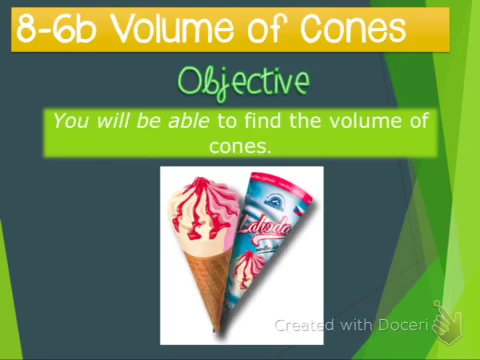 8-6b Volume of Cones
Objective
You will be able to find the volume of
cones.
Lakoda
Created with Doceri